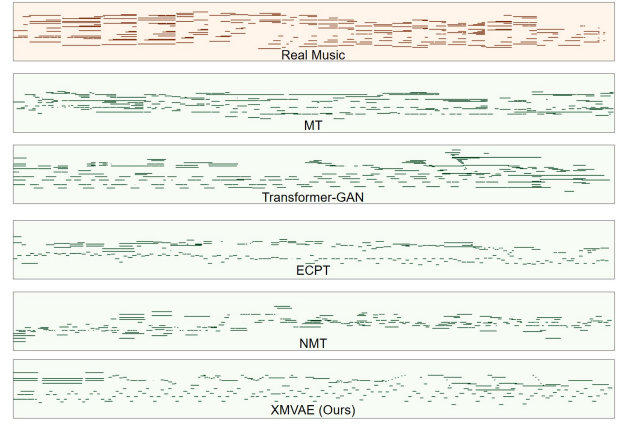 Real Music
MT
Transformer-GAN
ECPT
NMT
XMVAE (Ours)